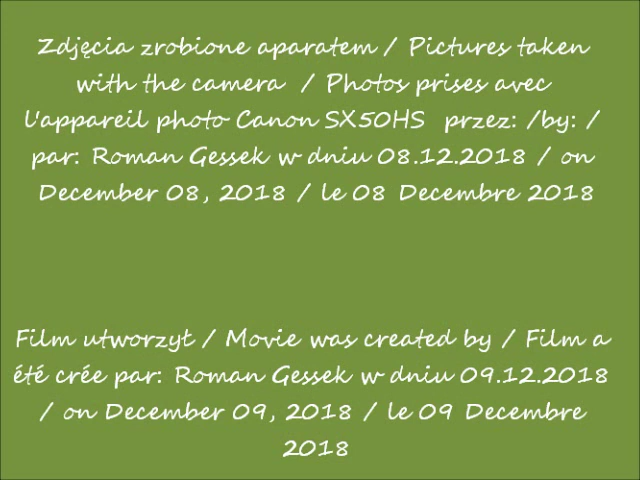 Zdjęcia zrobione aparatem / Pictures taken
with the camera / Photos prises avec
l'appareil photo Canon SX50HS przez: /by: /
par: Roman Gessek w dniu 08.12.2018 / on
December 08, 2018 / le 08 Decembre 2018
Film utworzył / Movie was created by / Film a
été crée par: Roman Gessek w dniu 09.12.2018
/ on December 09, 2018 / le 09 Decembre
2018